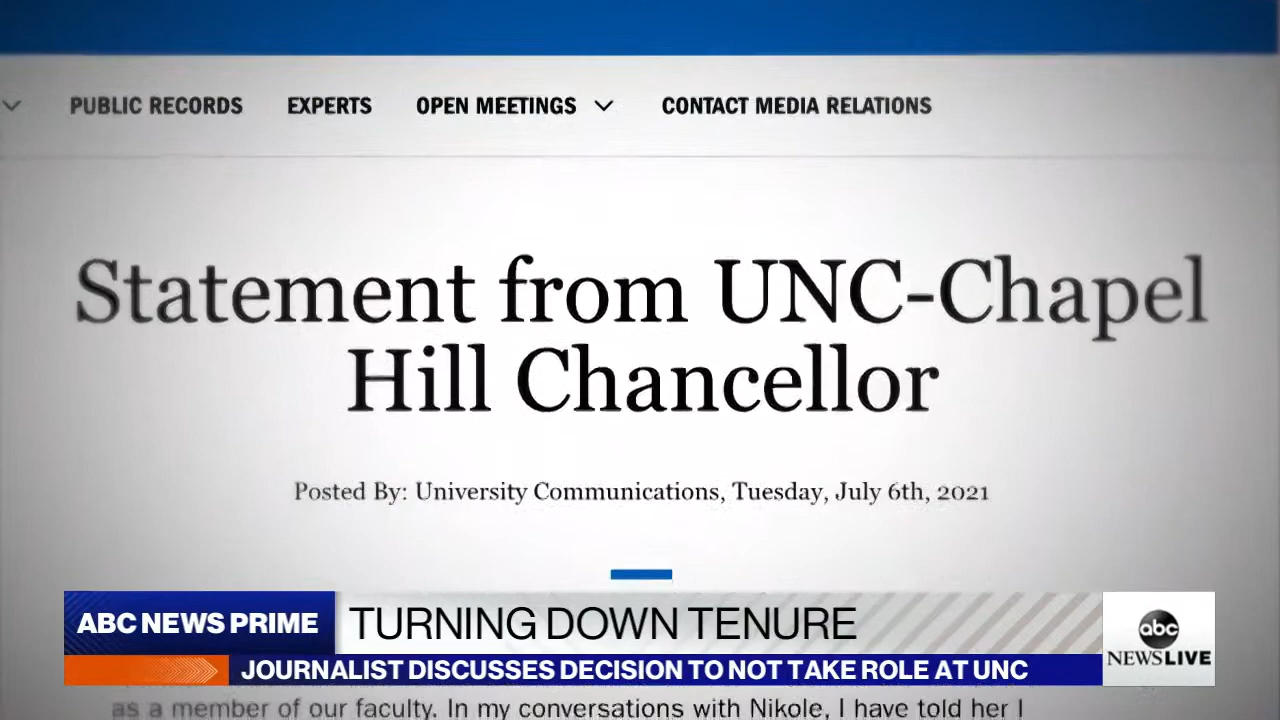 PUBLIC RECORDS EXPERTS OPEN MEETINGS CONTACT MEDIA RELATIONS
Statement from UNC-Chapel
Hill Chancellor
Posted By: University Communications, Tuesday, July 6th, 2021
ABC NEWS PRIME
TURNING DOWN TENURE
JOURNALIST DISCUSSES DECISION TO NOT TAKE ROLE AT UNC
abc
NEWSLIVE
as a member of our faculty. In my conversations with Nikole, I have told her I